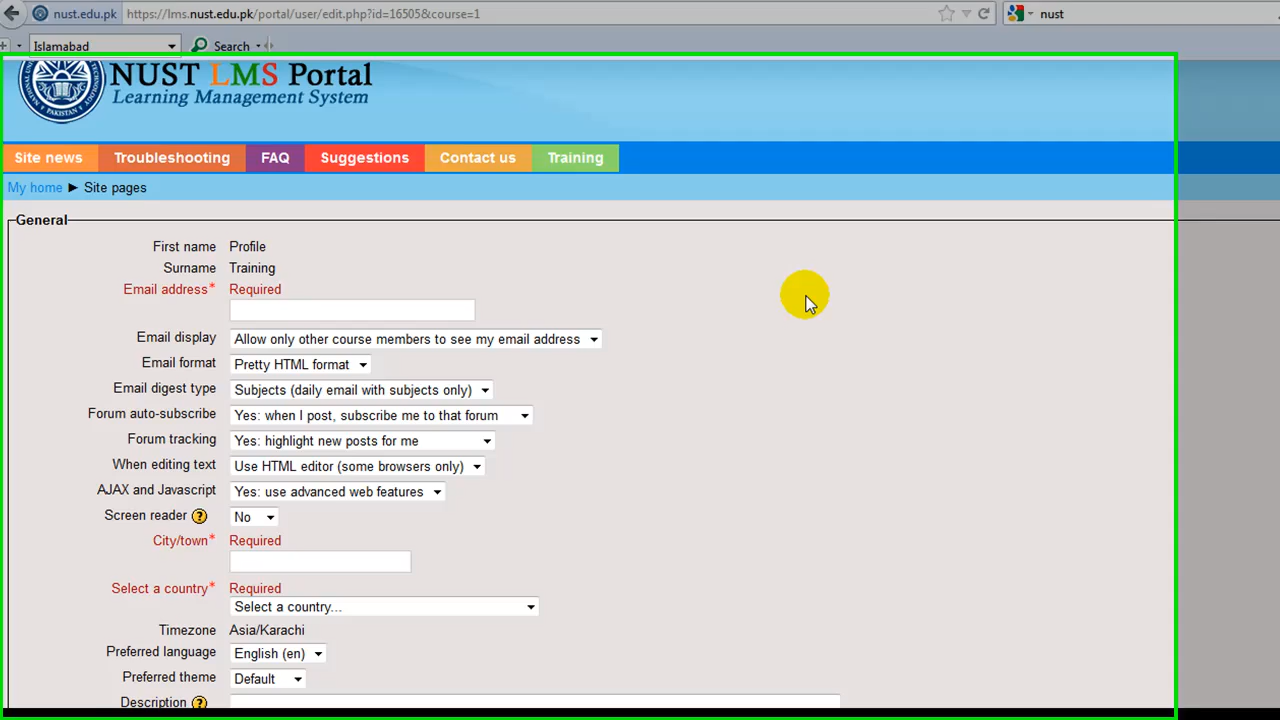 nust.edu.pk https://lms.nust.edu.pk/portal/user/edit.php?id=16505&course=1 nust
Islamabad Search
NUST LMS Portal
Learning Management System
PAKISTAN
Site news Troubleshooting FAQ Suggestions Contact us Training
My home ► Site pages
General
First name Profile
Surname Training
Email address* Required
Email display Allow only other course members to see my email address
Email format Pretty HTML format
Email digest type Subjects (daily email with subjects only)
Forum auto-subscribe Yes: when I post, subscribe me to that forum
Forum tracking Yes: highlight new posts for me
When editing text Use HTML editor (some browsers only)
AJAX and Javascript Yes: use advanced web features
Screen reader ? No
City/town* Required
Select a country* Required
Select a country...
Timezone Asia/Karachi
Preferred language English (en)
Preferred theme Default
Description ?